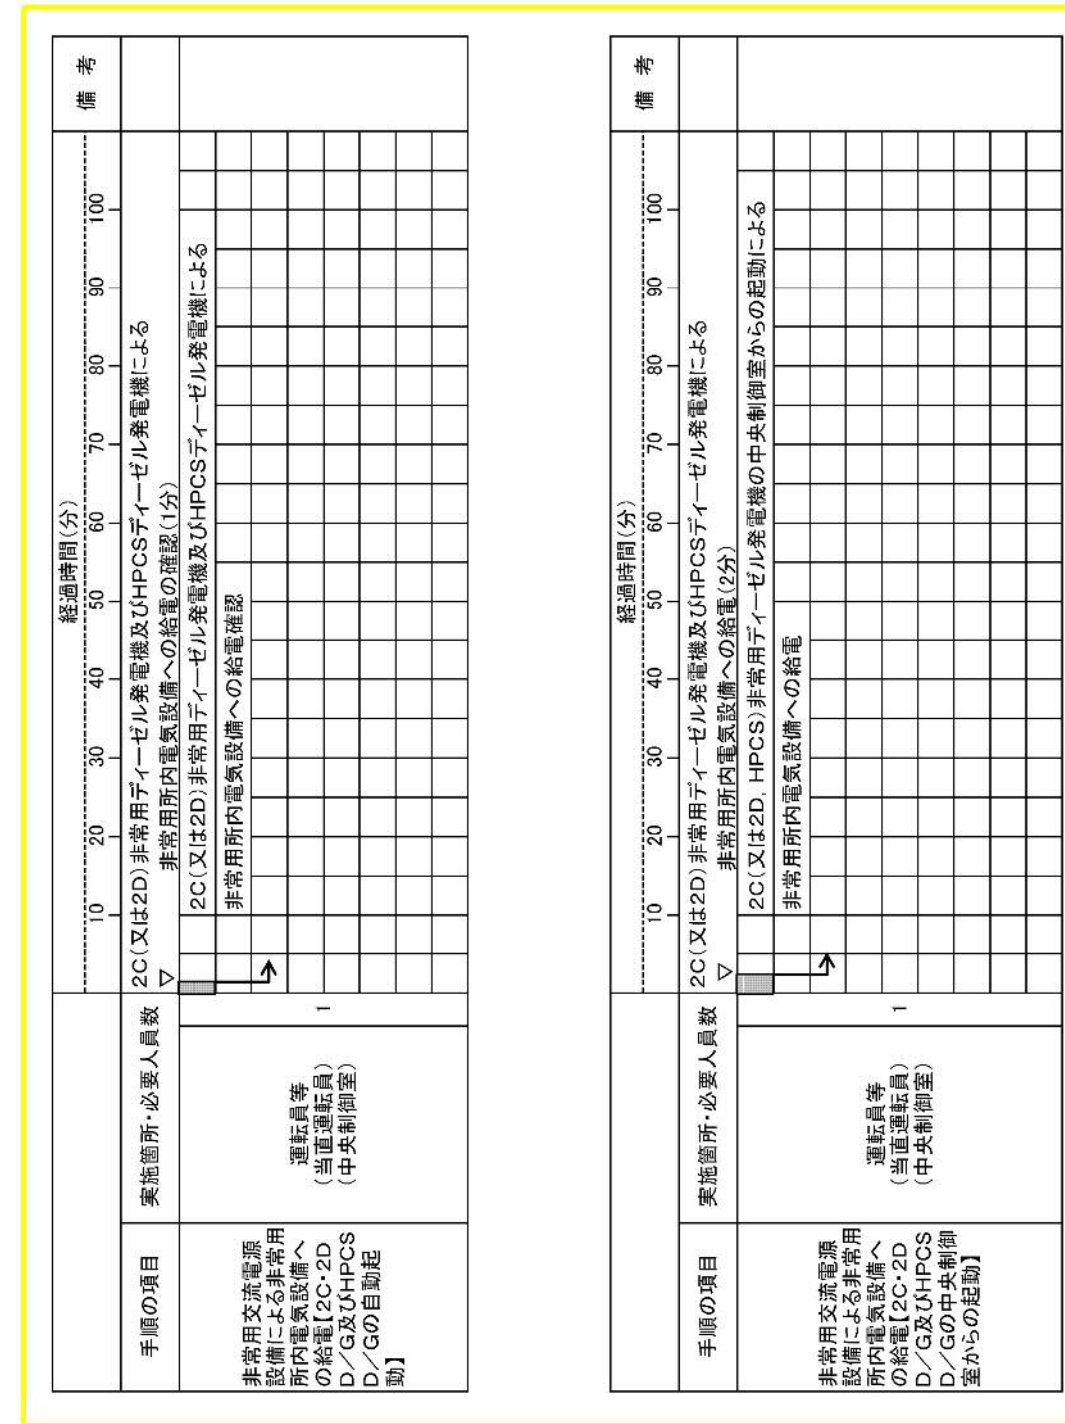 経過時間(分)
備 考
10 20 30 40 50 60 70 80 90 100
手順の項目
実施箇所・必要人員数
2C(又は2D)非常用ディーゼル発電機及びHPCSディーゼル発電機による
▽ 非常用所内電気設備への給電の確認(1分)
非常用交流電源
設備による非常用
所内電気設備へ
の給電【2C・2D
D/G及びHPCS
D/Gの自動起
動】
運転員等
(当直運転員)
(中央制御室)
1
2C(又は2D)非常用ディーゼル発電機及びHPCSディーゼル発電機による
非常用所内電気設備への給電確認
経過時間(分)
備 考
10 20 30 40 50 60 70 80 90 100
手順の項目
実施箇所・必要人員数
2C(又は2D)非常用ディーゼル発電機及びHPCSディーゼル発電機による
▽ 非常用所内電気設備への給電(2分)
非常用交流電源
設備による非常用
所内電気設備へ
の給電【2C・2D
D/G及びHPCS
D/Gの中央制御
室からの起動】
運転員等
(当直運転員)
(中央制御室)
1
2C(又は2D, HPCS)非常用ディーゼル発電機の中央制御室からの起動による
非常用所内電気設備への給電